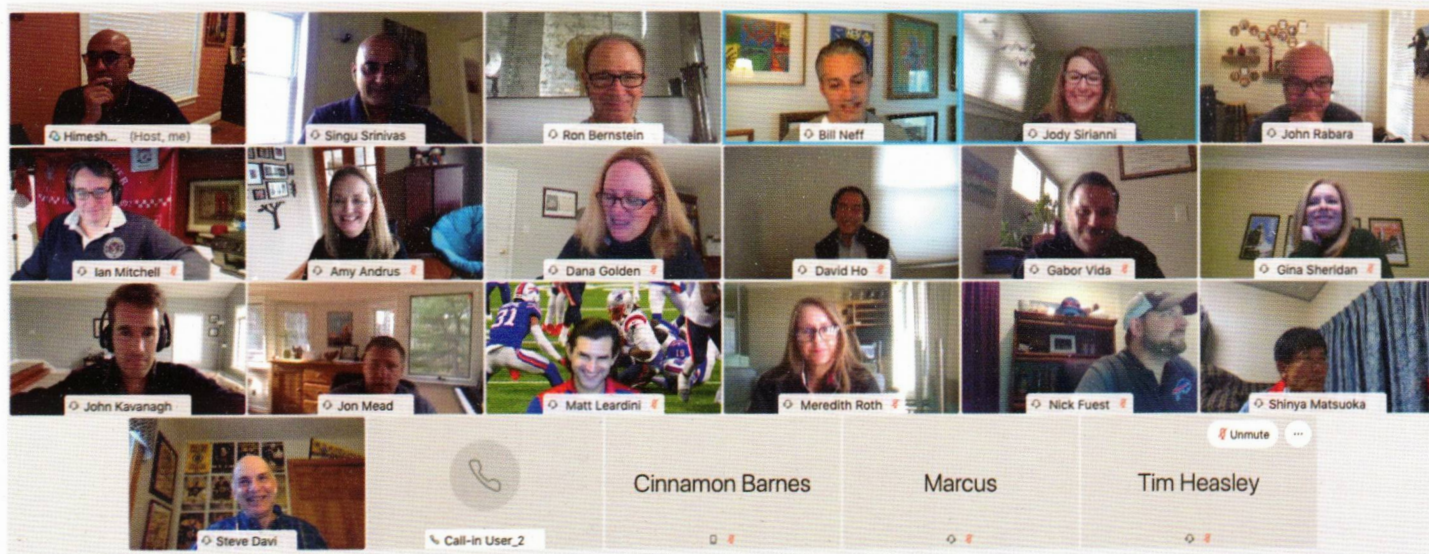 Himesh... (Host, me)
Singu Srinivas
Ron Bernstein
Bill Neff
Jody Sirianni
John Rabara
Ian Mitchell
Amy Andrus
Dana Golden
David Ho
Gabor Vida
Gina Sheridan
31
John Kavanagh
Jon Mead
Matt Leardini
Meredith Roth
Nick Fuest
Shinya Matsuoka
Unmute
Cinnamon Barnes
Marcus
Tim Heasley
Steve Davi
Call-in User_2